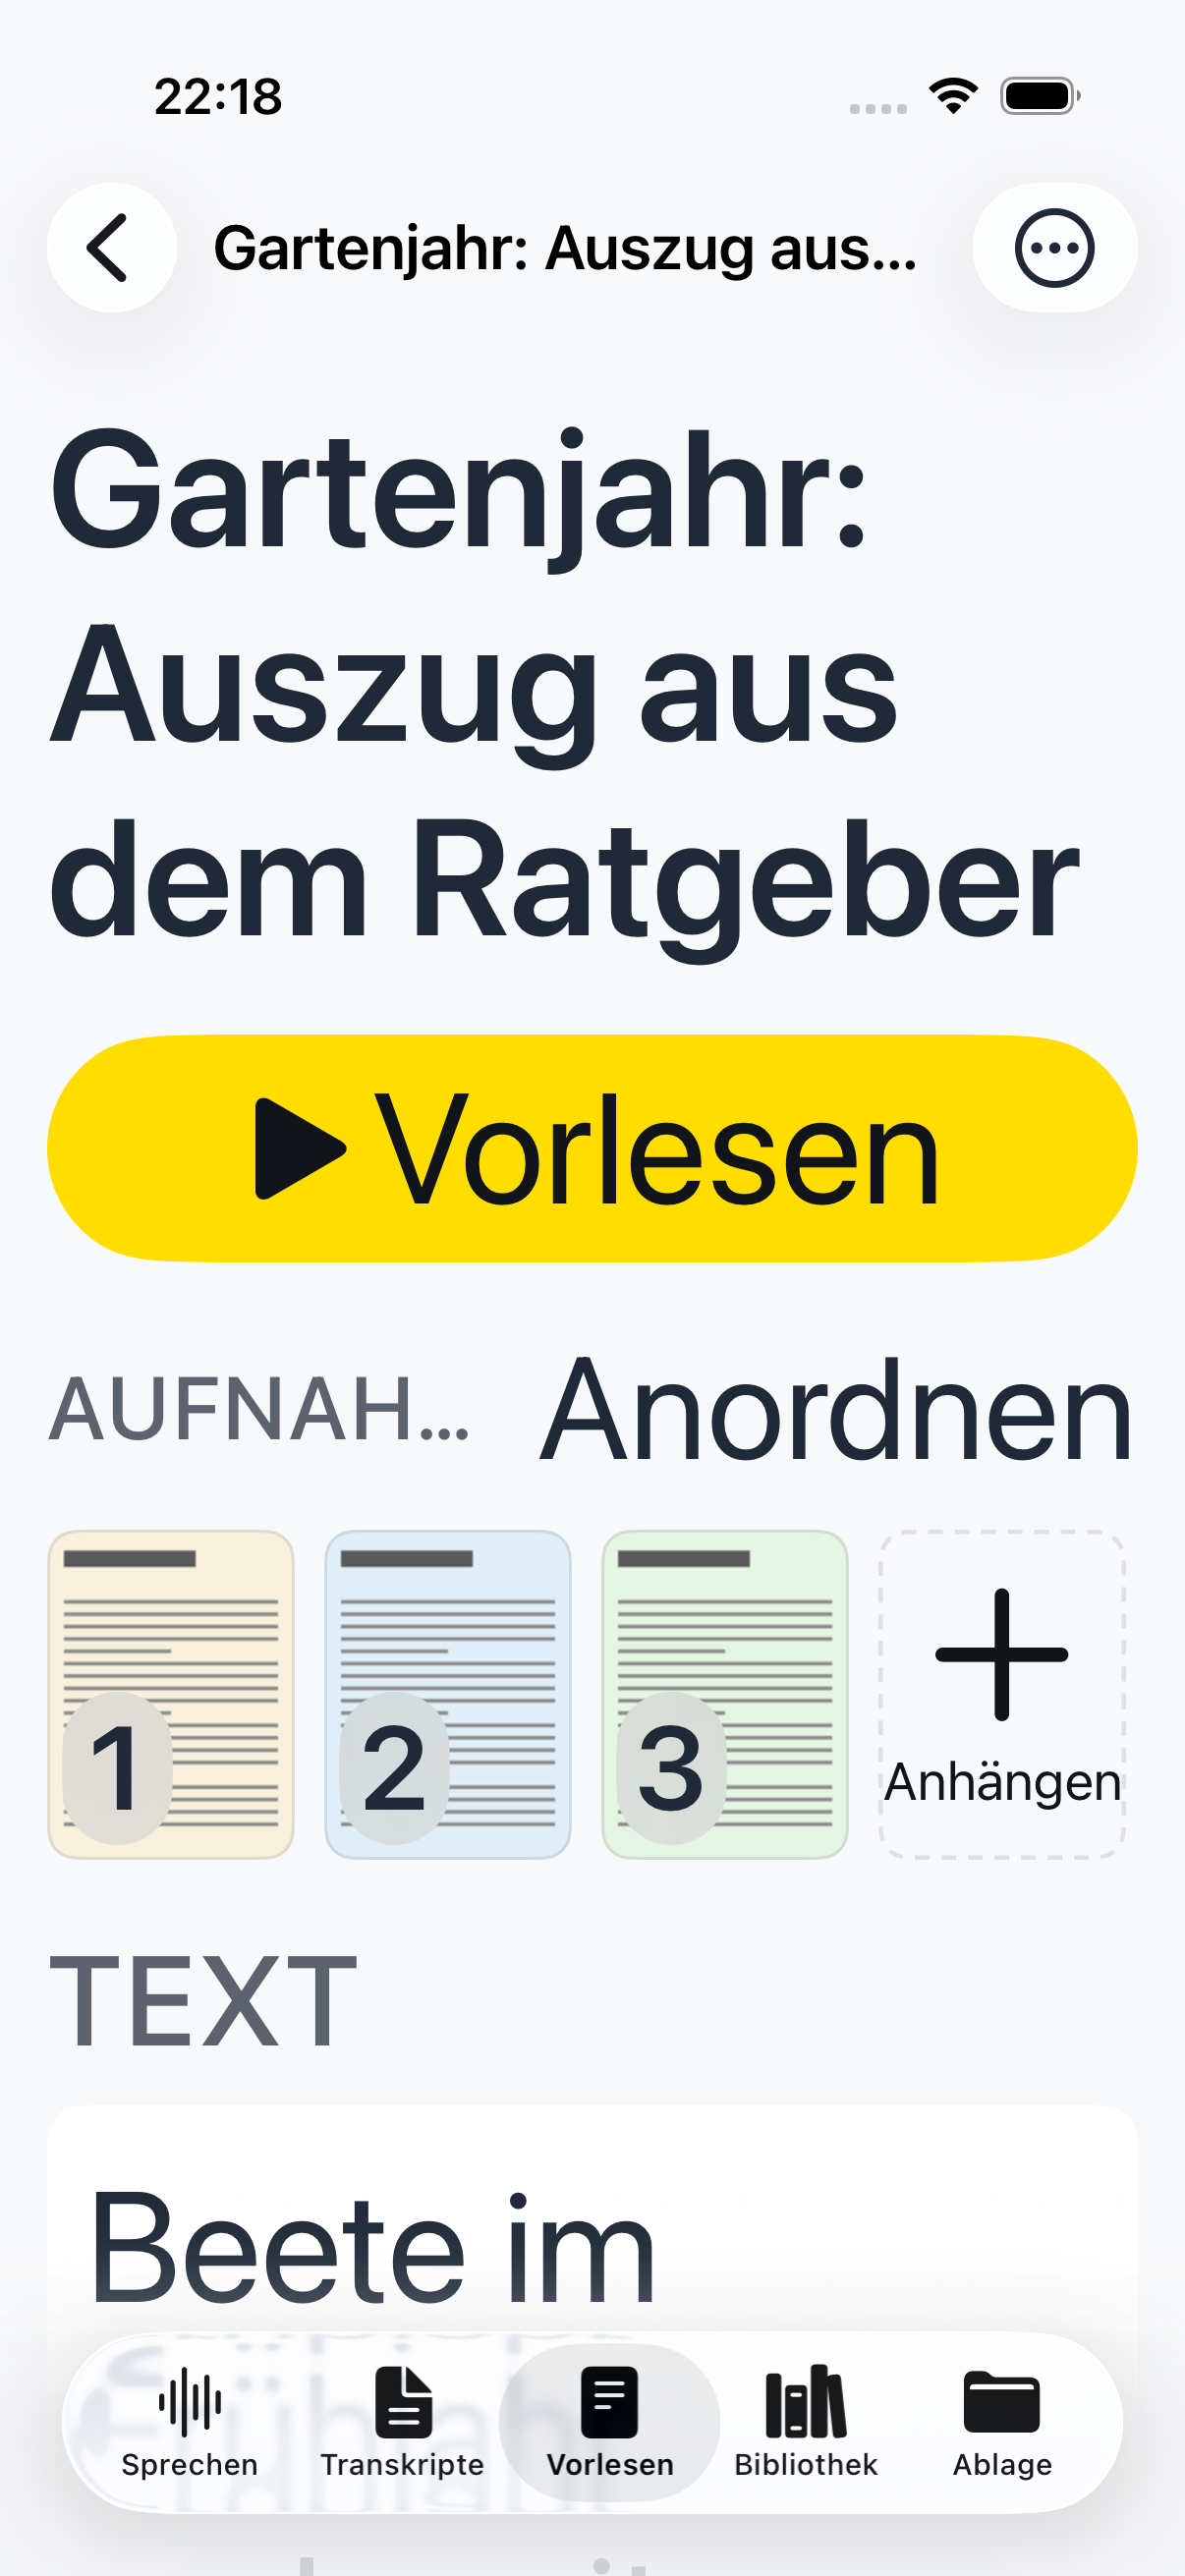 22:18
Gartenjahr: Auszug aus...
Gartenjahr:
Auszug aus
dem Ratgeber
Vorlesen
AUFNAH... Anordnen
1 2 3
Anhängen
TEXT
Beete im
Sprechen Transkripte Vorlesen Bibliothek Ablage